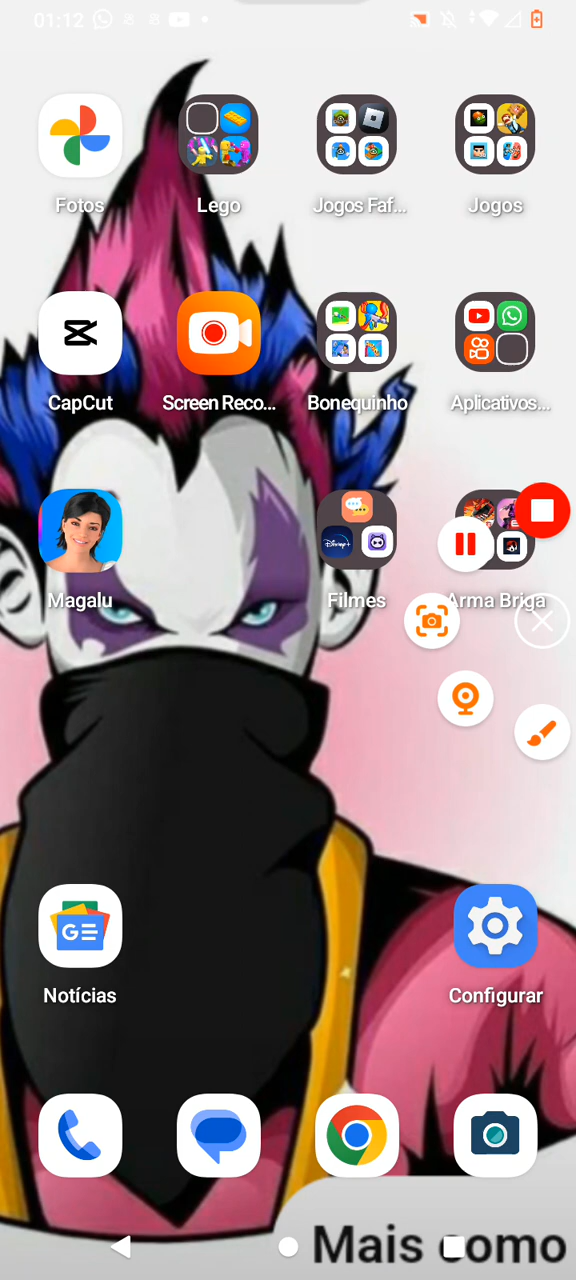 01:12
Fotos
Lego
Jogos Faf...
Jogos
CapCut
Screen Reco...
Bonequinho
Aplicativos...
Magalu
Filmes
Arma Briga
Disney+
GE
Notícias
Configurar
Mais como